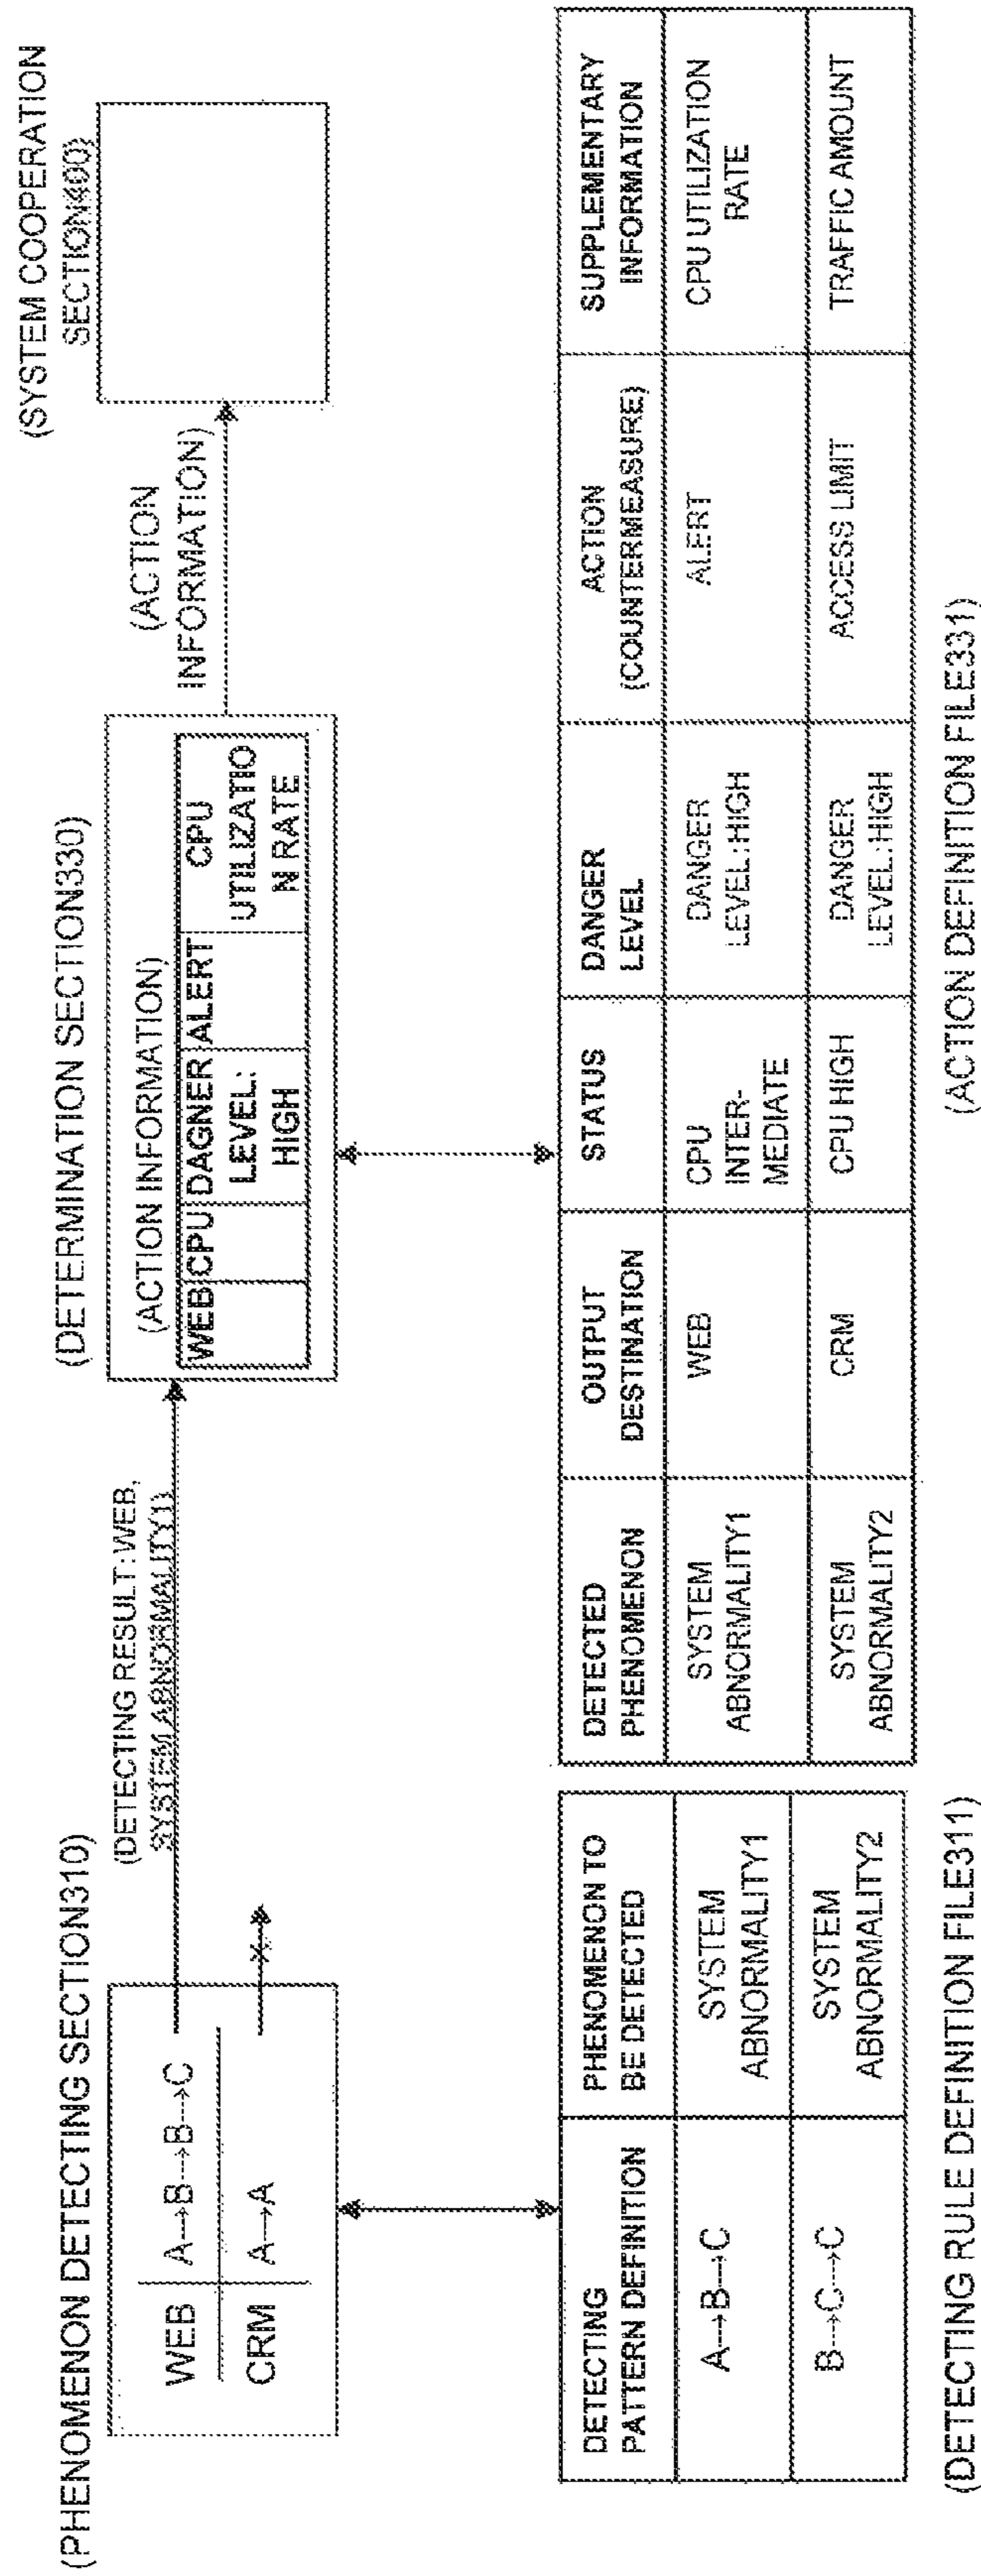 (PHENOMENON DETECTING SECTION310)
WEB A→B→B→C
CRM A→A
×
(DETECTING RESULT:WEB,
SYSTEM ABNORMALITY1)
(DETERMINATION SECTION330)
(ACTION INFORMATION)
WEB CPU DAGNER ALERT CPU
LEVEL: UTILIZATIO
HIGH N RATE
(ACTION
INFORMATION)
(SYSTEM COOPERATION
SECTION400)
DETECTING PHENOMENON TO
PATTERN DEFINITION BE DETECTED
A→B→C SYSTEM
ABNORMALITY1
B→C→C SYSTEM
ABNORMALITY2
(DETECTING RULE DEFINITION FILE311)
DETECTED OUTPUT STATUS DANGER ACTION SUPPLEMENTARY
PHENOMENON DESTINATION LEVEL (COUNTERMEASURE) INFORMATION
SYSTEM WEB CPU DANGER ALERT CPU UTILIZATION
ABNORMALITY1 INTER- LEVEL:HIGH RATE
MEDIATE
SYSTEM CRM CPU HIGH DANGER ACCESS LIMIT TRAFFIC AMOUNT
ABNORMALITY2 LEVEL:HIGH
(ACTION DEFINITION FILE331)